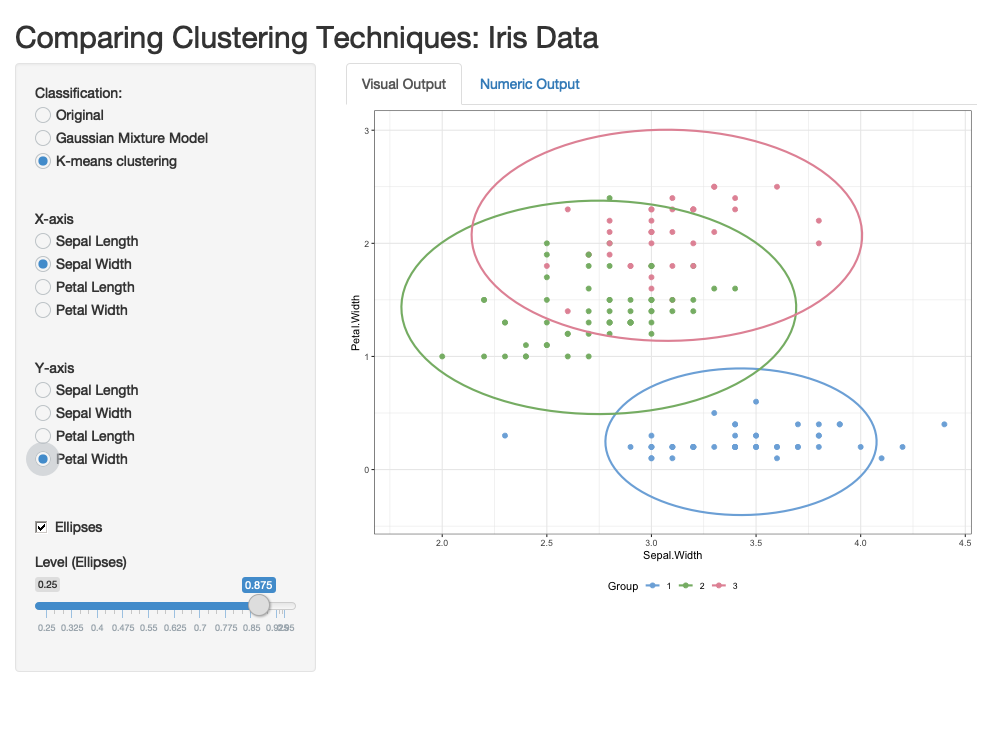 Comparing Clustering Techniques: Iris Data
Classification:
Original
Gaussian Mixture Model
K-means clustering
X-axis
Sepal Length
Sepal Width
Petal Length
Petal Width
Y-axis
Sepal Length
Sepal Width
Petal Length
Petal Width
Ellipses
Level (Ellipses)
0.25 0.875
0.25 0.325 0.4 0.475 0.55 0.625 0.7 0.775 0.85
Visual Output Numeric Output
3
2
1
0
Petal.Width
2.0 2.5 3.0 3.5 4.0 4.5
Sepal.Width
Group 1 2 3